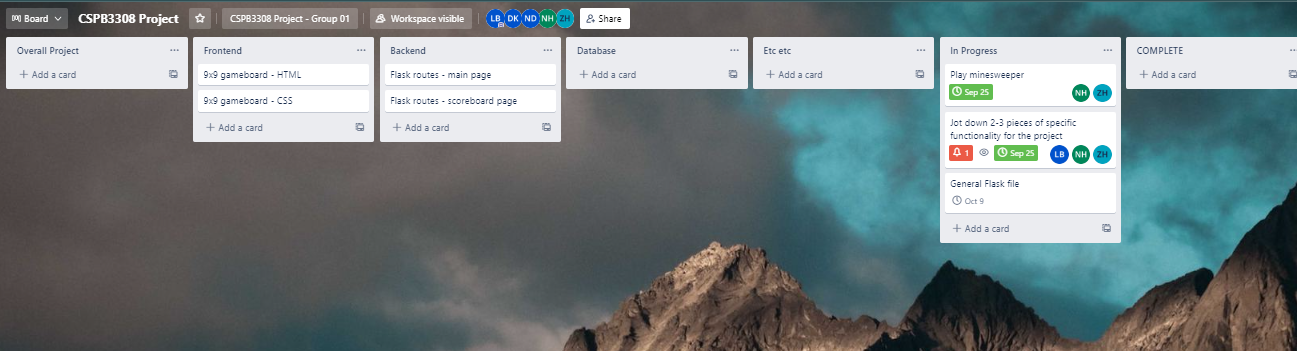 Board
CSPB3308 Project
CSPB3308 Project - Group 01
Workspace visible
LB DK ND NH ZH
Share
Overall Project
Add a card
Frontend
9x9 gameboard - HTML
9x9 gameboard - CSS
Add a card
Backend
Flask routes - main page
Flask routes - scoreboard page
Add a card
Database
Add a card
Etc etc
Add a card
In Progress
Play minesweeper
Sep 25
NH ZH
Jot down 2-3 pieces of specific
functionality for the project
1 Sep 25
LB NH ZH
General Flask file
Oct 9
Add a card
COMPLETE
Add a card